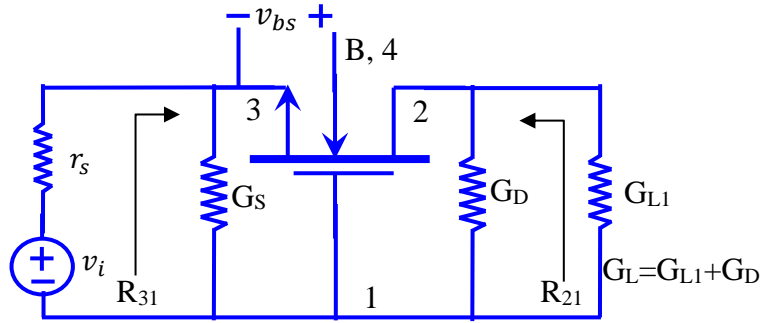 − v_bs +
B, 4
3
2
r_s
G_S
G_D
G_L1
+
−
v_i
R_31
1
R_21
G_L=G_L1+G_D